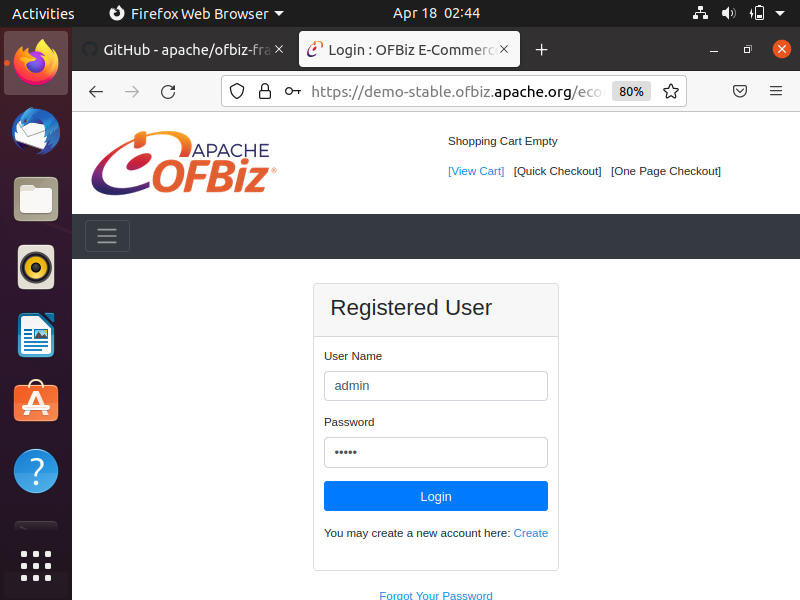 Activities
Firefox Web Browser
Apr 18 02:44
GitHub - apache/ofbiz-fra
Login : OFBiz E-Commerc
https://demo-stable.ofbiz.apache.org/eco
80%
APACHE
OFBiz
Shopping Cart Empty
[View Cart] [Quick Checkout] [One Page Checkout]
Registered User
User Name
admin
Password
•••••
Login
You may create a new account here: Create
Forgot Your Password